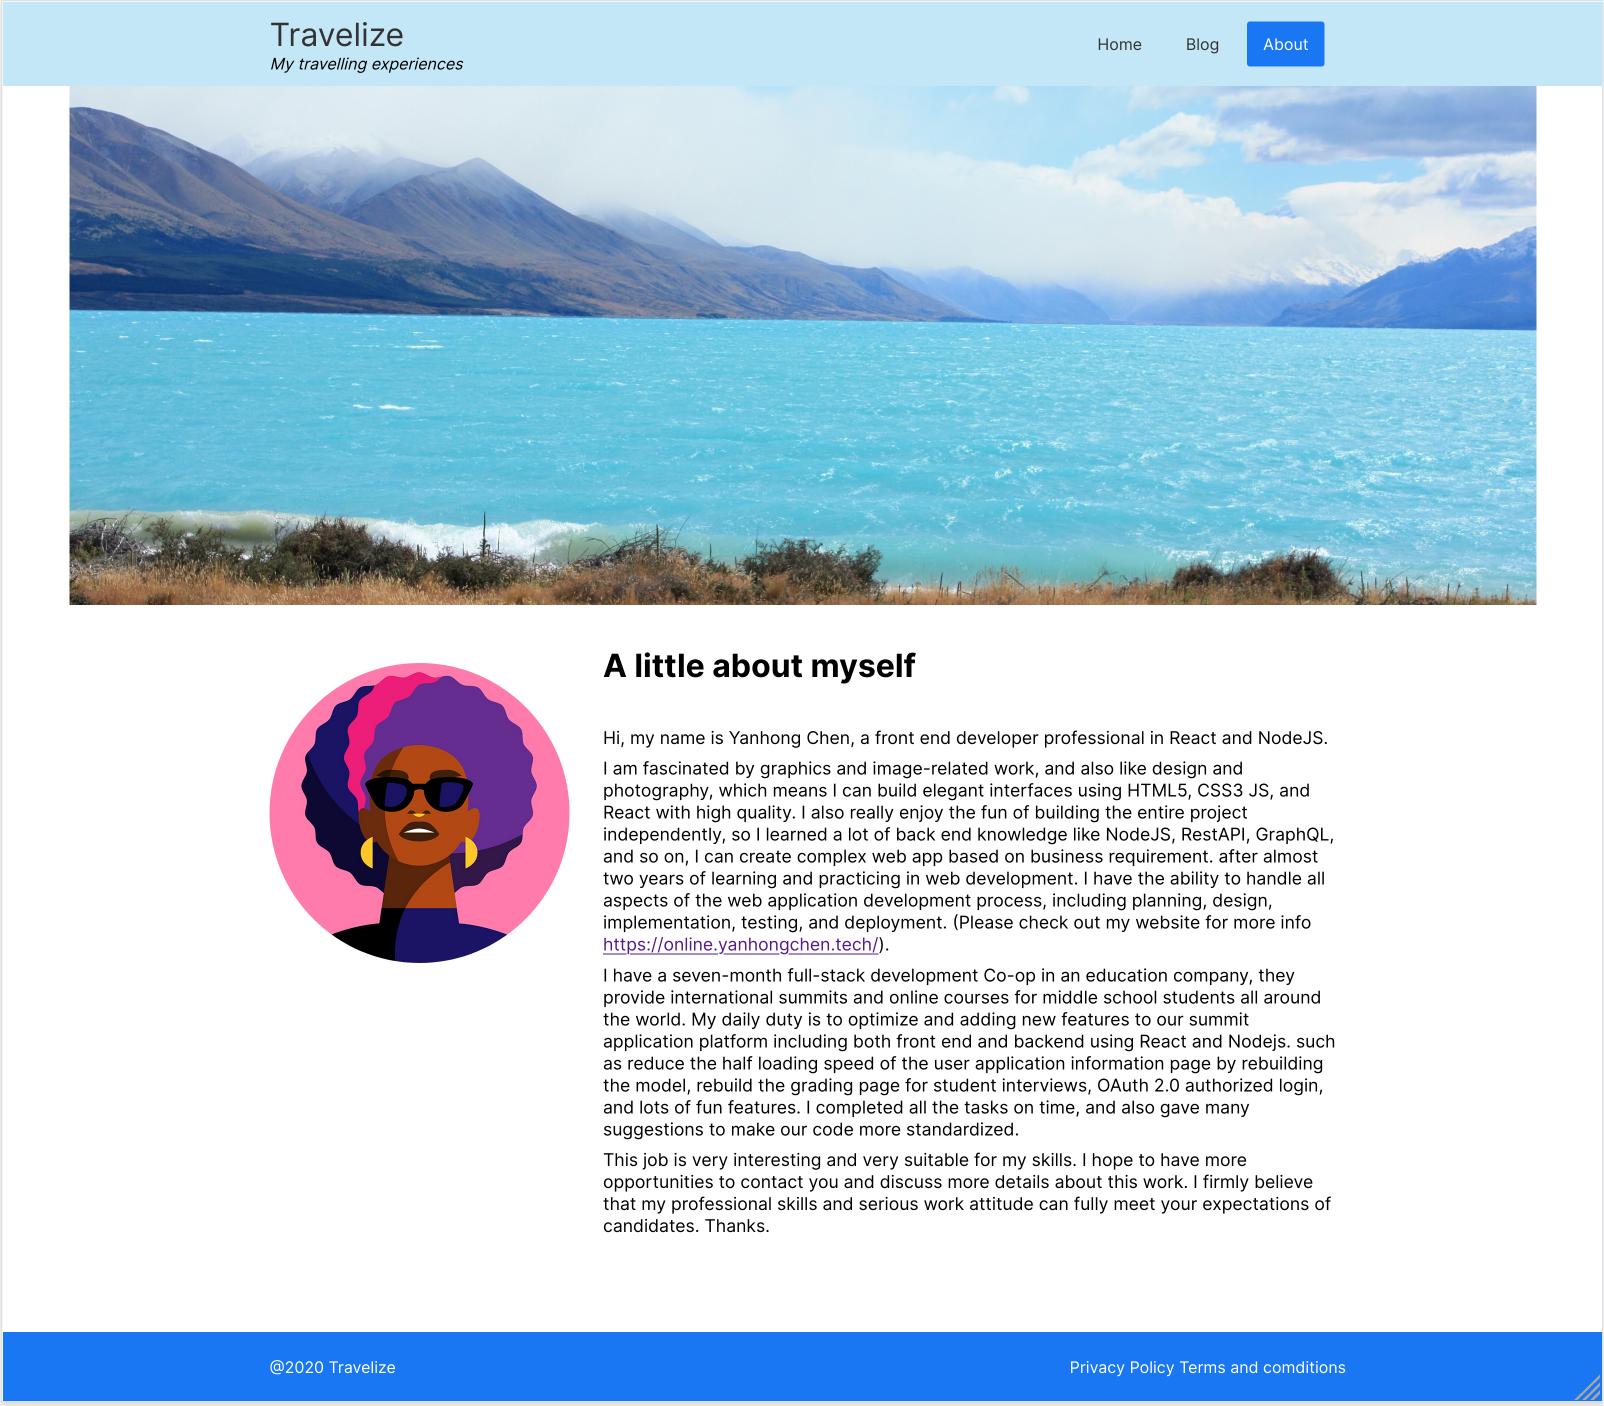 Travelize
My travelling experiences
Home Blog About
A little about myself
Hi, my name is Yanhong Chen, a front end developer professional in React and NodeJS.
I am fascinated by graphics and image-related work, and also like design and
photography, which means I can build elegant interfaces using HTML5, CSS3 JS, and
React with high quality. I also really enjoy the fun of building the entire project
independently, so I learned a lot of back end knowledge like NodeJS, RestAPI, GraphQL,
and so on, I can create complex web app based on business requirement. after almost
two years of learning and practicing in web development. I have the ability to handle all
aspects of the web application development process, including planning, design,
implementation, testing, and deployment. (Please check out my website for more info
https://online.yanhongchen.tech/).
I have a seven-month full-stack development Co-op in an education company, they
provide international summits and online courses for middle school students all around
the world. My daily duty is to optimize and adding new features to our summit
application platform including both front end and backend using React and Nodejs. such
as reduce the half loading speed of the user application information page by rebuilding
the model, rebuild the grading page for student interviews, OAuth 2.0 authorized login,
and lots of fun features. I completed all the tasks on time, and also gave many
suggestions to make our code more standardized.
This job is very interesting and very suitable for my skills. I hope to have more
opportunities to contact you and discuss more details about this work. I firmly believe
that my professional skills and serious work attitude can fully meet your expectations of
candidates. Thanks.
@2020 Travelize
Privacy Policy Terms and comditions